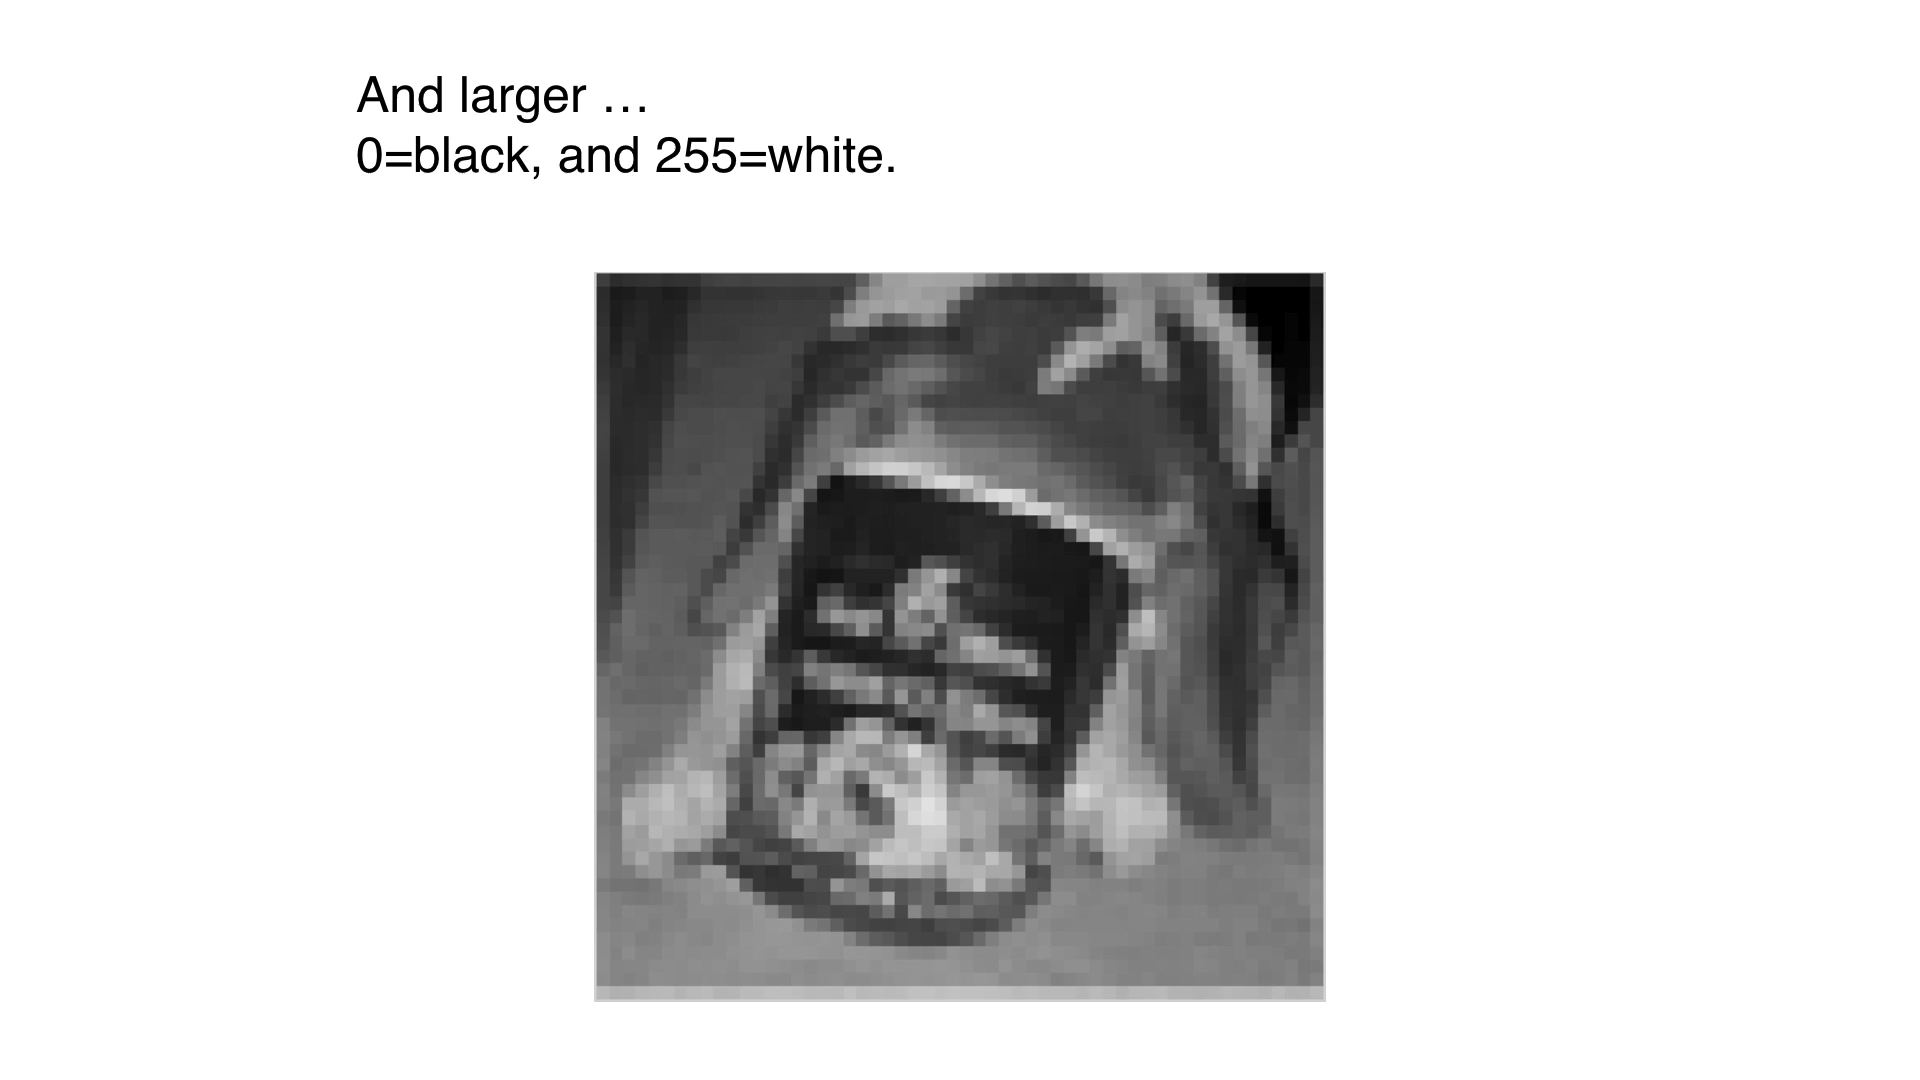 And larger …
0=black, and 255=white.